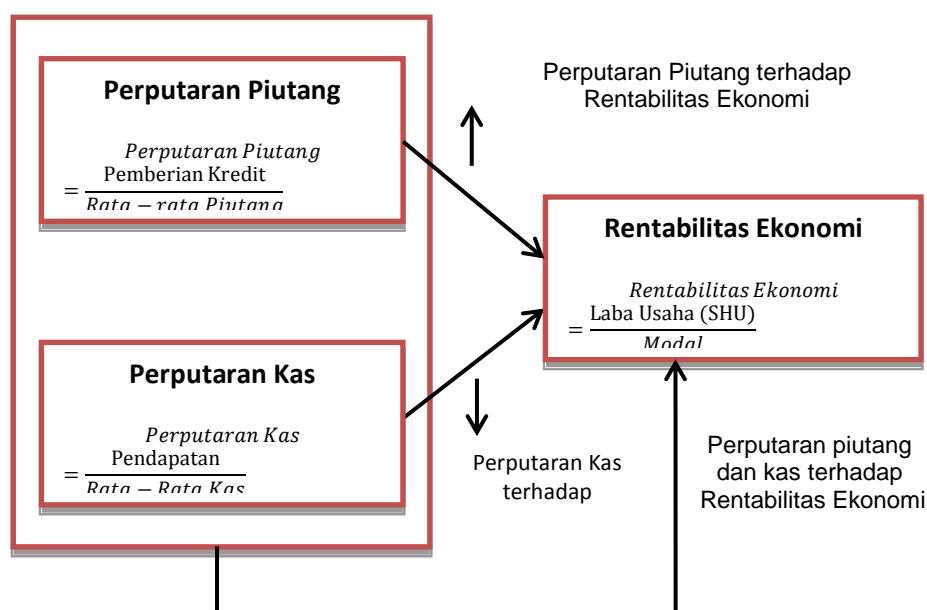 Perputaran Piutang
Perputaran Piutang
= Pemberian Kredit
Rata − rata Piutang
Perputaran Piutang terhadap
Rentabilitas Ekonomi
Rentabilitas Ekonomi
Rentabilitas Ekonomi
= Laba Usaha (SHU)
Modal
Perputaran Kas
Perputaran Kas
= Pendapatan
Rata − Rata Kas
Perputaran Kas
terhadap
Perputaran piutang
dan kas terhadap
Rentabilitas Ekonomi